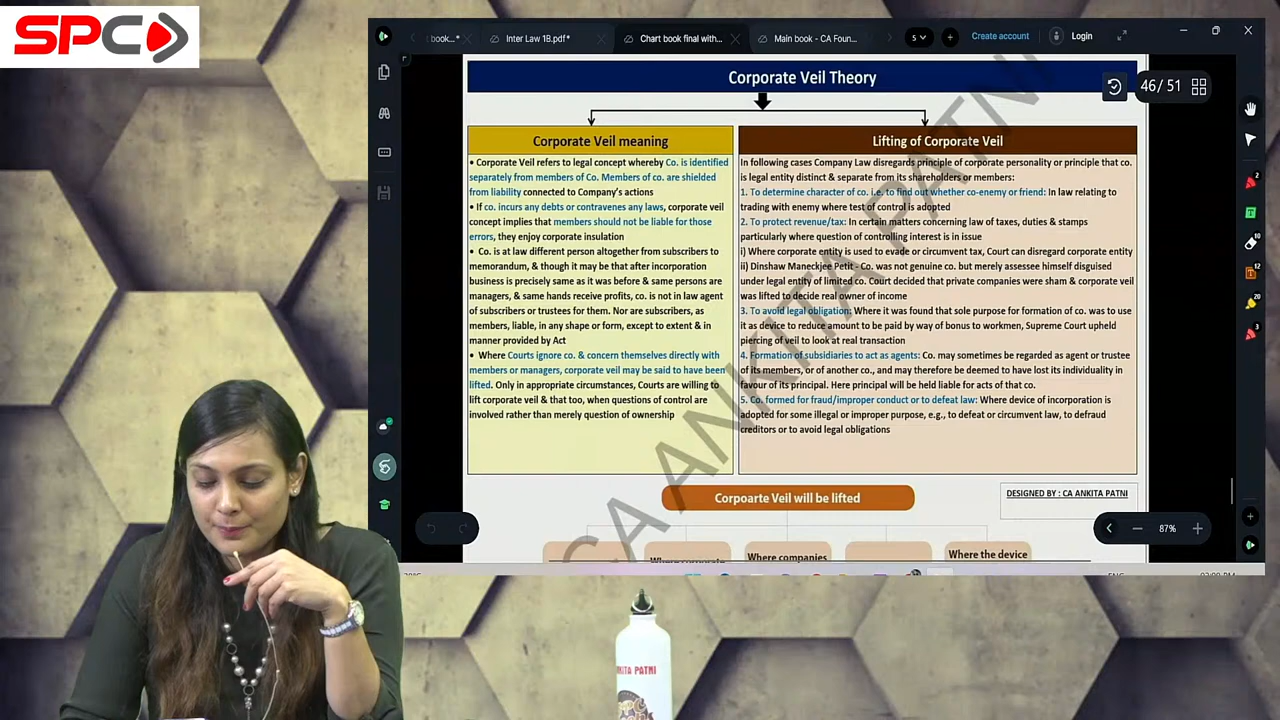 SPC
book...*
Inter Law 1B.pdf*
Chart book final with...
Main book - CA Foun...
5
Create account
Login
Corporate Veil Theory
46 / 51
Corporate Veil meaning
• Corporate Veil refers to legal concept whereby Co. is identified
separately from members of Co. Members of co. are shielded
from liability connected to Company's actions
• If co. incurs any debts or contravenes any laws, corporate veil
concept implies that members should not be liable for those
errors, they enjoy corporate insulation
• Co. is at law different person altogether from subscribers to
memorandum, & though it may be that after incorporation
business is precisely same as it was before & same persons are
managers, & same hands receive profits, co. is not in law agent
of subscribers or trustees for them. Nor are subscribers, as
members, liable, in any shape or form, except to extent & in
manner provided by Act
• Where Courts ignore co. & concern themselves directly with
members or managers, corporate veil may be said to have been
lifted. Only in appropriate circumstances, Courts are willing to
lift corporate veil & that too, when questions of control are
involved rather than merely question of ownership
Lifting of Corporate Veil
In following cases Company Law disregards principle of corporate personality or principle that co.
is legal entity distinct & separate from its shareholders or members:
1. To determine character of co. i.e. to find out whether co-enemy or friend: In law relating to
trading with enemy where test of control is adopted
2. To protect revenue/tax: In certain matters concerning law of taxes, duties & stamps
particularly where question of controlling interest is in issue
i) Where corporate entity is used to evade or circumvent tax, Court can disregard corporate entity
ii) Dinshaw Maneckjee Petit - Co. was not genuine co. but merely assessee himself disguised
under legal entity of limited co. Court decided that private companies were sham & corporate veil
was lifted to decide real owner of income
3. To avoid legal obligation: Where it was found that sole purpose for formation of co. was to use
it as device to reduce amount to be paid by way of bonus to workmen, Supreme Court upheld
piercing of veil to look at real transaction
4. Formation of subsidiaries to act as agents: Co. may sometimes be regarded as agent or trustee
of its members, or of another co., and may therefore be deemed to have lost its individuality in
favour of its principal. Here principal will be held liable for acts of that co.
5. Co. formed for fraud/improper conduct or to defeat law: Where device of incorporation is
adopted for some illegal or improper purpose, e.g., to defeat or circumvent law, to defraud
creditors or to avoid legal obligations
CA ANKITA PATNI
Corpoarte Veil will be lifted
DESIGNED BY : CA ANKITA PATNI
87%
Where companies
Where the device
ENG
KITA PATNI